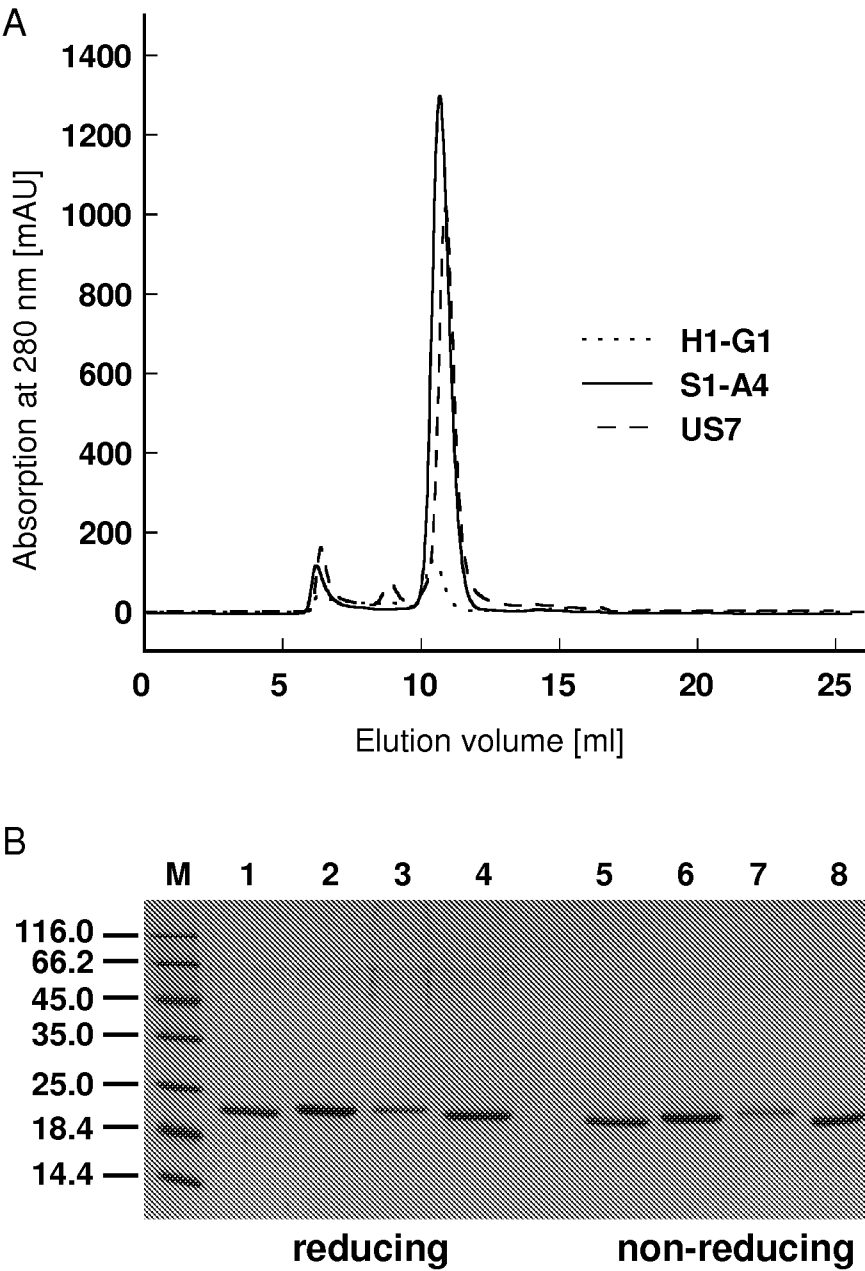 A
Absorption at 280 nm [mAU]
1400
1200
1000
800
600
400
200
0
H1-G1
S1-A4
US7
0 5 10 15 20 25
Elution volume [ml]
B
M 1 2 3 4 5 6 7 8
116.0
66.2
45.0
35.0
25.0
18.4
14.4
reducing non-reducing